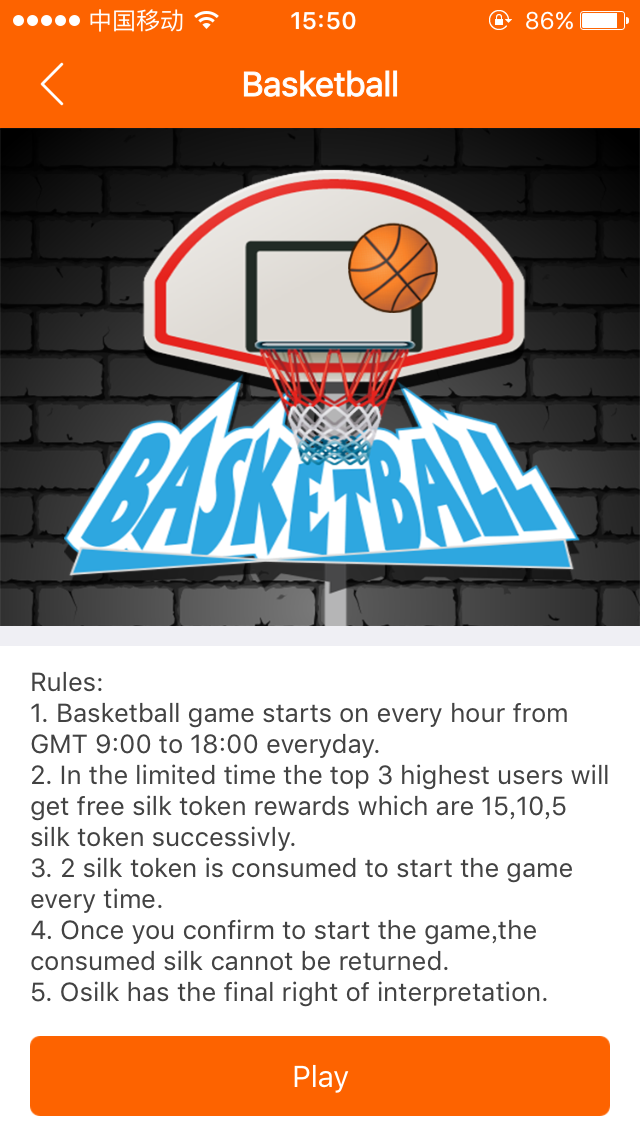 中国移动 15:50 86%
Basketball
BASKETBALL
Rules:
1. Basketball game starts on every hour from
GMT 9:00 to 18:00 everyday.
2. In the limited time the top 3 highest users will
get free silk token rewards which are 15,10,5
silk token successivly.
3. 2 silk token is consumed to start the game
every time.
4. Once you confirm to start the game,the
consumed silk cannot be returned.
5. Osilk has the final right of interpretation.
Play